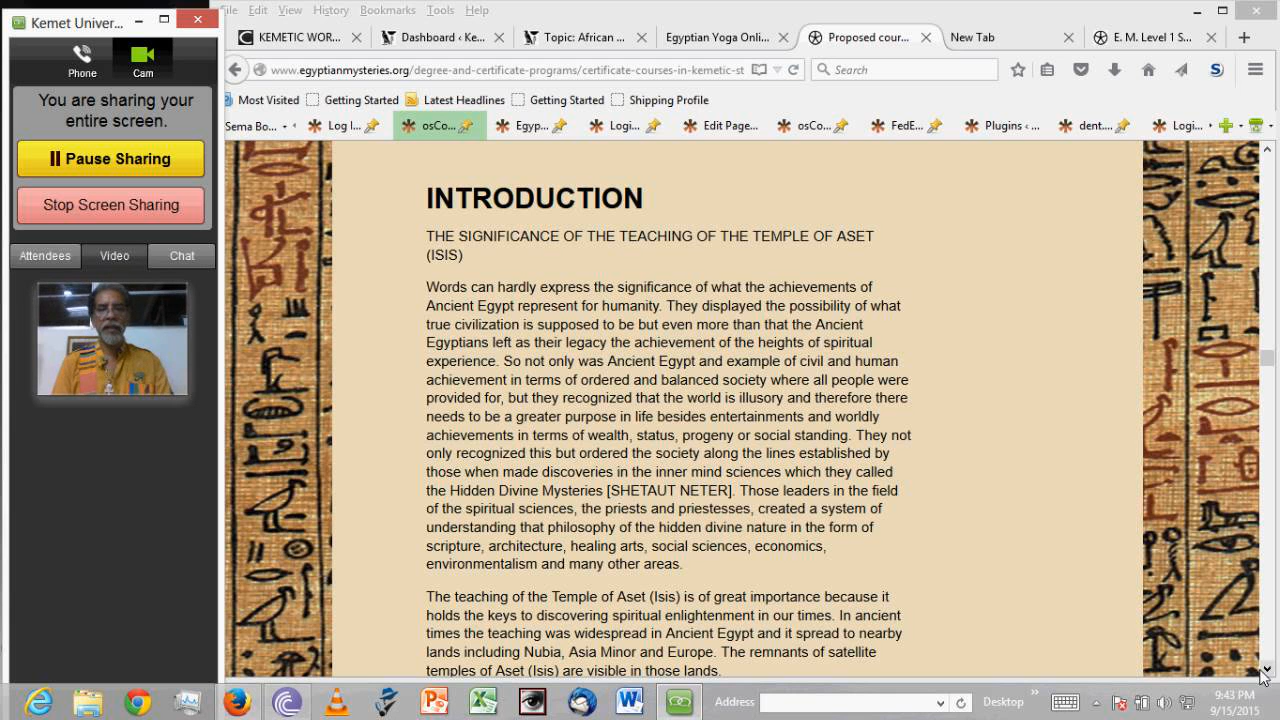 Kemet Univer...
Phone
Cam
You are sharing your
entire screen.
Pause Sharing
Stop Screen Sharing
Attendees
Video
Chat
File
Edit
View
History
Bookmarks
Tools
Help
KEMETIC WOR...
Dashboard ‹ Ke...
Topic: African ...
Egyptian Yoga Onli...
Proposed cour...
New Tab
E. M. Level 1 S...
www.egyptianmysteries.org/degree-and-certificate-programs/certificate-courses-in-kemetic-st
Search
Most Visited
Getting Started
Latest Headlines
Getting Started
Shipping Profile
Sema Bo...
Log I...
osCo...
Egyp...
Logi...
Edit Page...
osCo...
FedE...
Plugins ‹ ...
dent...
Logi...
INTRODUCTION
THE SIGNIFICANCE OF THE TEACHING OF THE TEMPLE OF ASET
(ISIS)
Words can hardly express the significance of what the achievements of
Ancient Egypt represent for humanity. They displayed the possibility of what
true civilization is supposed to be but even more than that the Ancient
Egyptians left as their legacy the achievement of the heights of spiritual
experience. So not only was Ancient Egypt and example of civil and human
achievement in terms of ordered and balanced society where all people were
provided for, but they recognized that the world is illusory and therefore there
needs to be a greater purpose in life besides entertainments and worldly
achievements in terms of wealth, status, progeny or social standing. They not
only recognized this but ordered the society along the lines established by
those when made discoveries in the inner mind sciences which they called
the Hidden Divine Mysteries [SHETAUT NETER]. Those leaders in the field
of the spiritual sciences, the priests and priestesses, created a system of
understanding that philosophy of the hidden divine nature in the form of
scripture, architecture, healing arts, social sciences, economics,
environmentalism and many other areas.
The teaching of the Temple of Aset (Isis) is of great importance because it
holds the keys to discovering spiritual enlightenment in our times. In ancient
times the teaching was widespread in Ancient Egypt and it spread to nearby
lands including Nubia, Asia Minor and Europe. The remnants of satellite
temples of Aset (Isis) are visible in those lands.
Address
Desktop
9:43 PM
9/15/2015